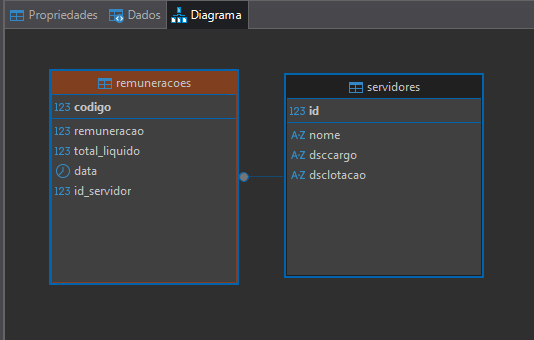 Propriedades Dados Diagrama
remuneracoes
123 codigo
123 remuneracao
123 total_liquido
data
123 id_servidor
servidores
123 id
A-Z nome
A-Z dsccargo
A-Z dsclotacao